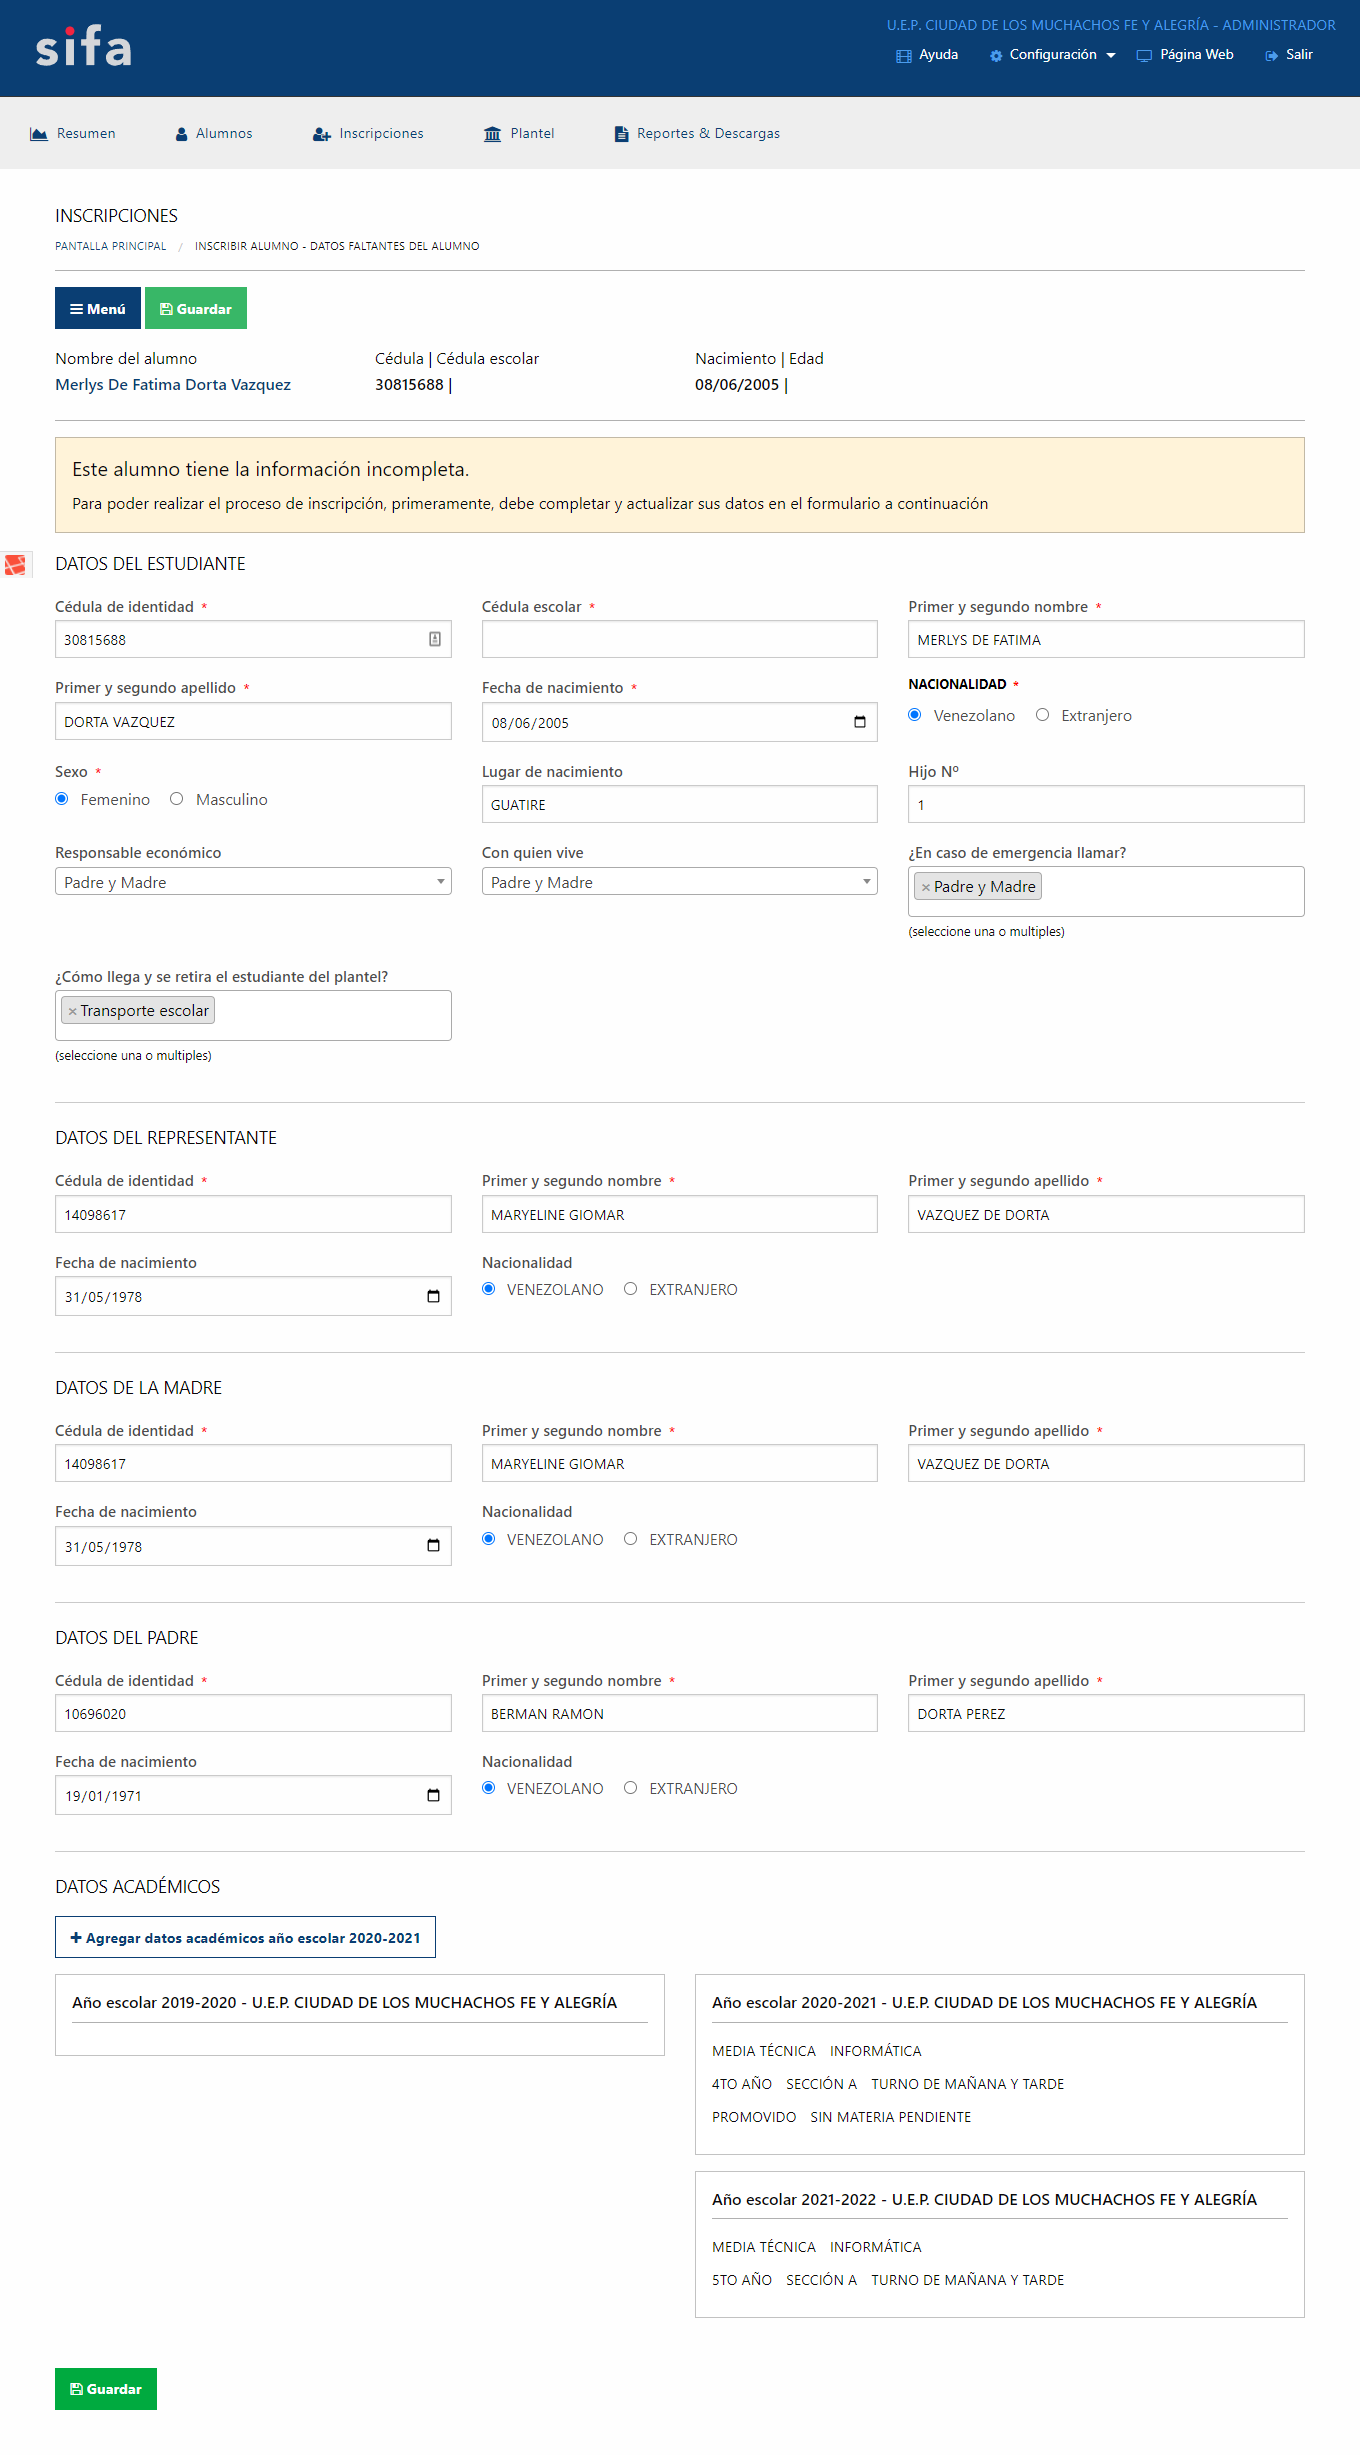 sifa
U.E.P. CIUDAD DE LOS MUCHACHOS FE Y ALEGRÍA - ADMINISTRADOR
Ayuda Configuración Página Web Salir
Resumen Alumnos Inscripciones Plantel Reportes & Descargas
INSCRIPCIONES
PANTALLA PRINCIPAL / INSCRIBIR ALUMNO - DATOS FALTANTES DEL ALUMNO
Menú Guardar
Nombre del alumno Cédula | Cédula escolar Nacimiento | Edad
Merlys De Fatima Dorta Vazquez 30815688 | 08/06/2005 |
Este alumno tiene la información incompleta.
Para poder realizar el proceso de inscripción, primeramente, debe completar y actualizar sus datos en el formulario a continuación
DATOS DEL ESTUDIANTE
Cédula de identidad * Cédula escolar * Primer y segundo nombre *
30815688 MERLYS DE FATIMA
Primer y segundo apellido * Fecha de nacimiento * NACIONALIDAD *
DORTA VAZQUEZ 08/06/2005 Venezolano Extranjero
Sexo * Lugar de nacimiento Hijo Nº
Femenino Masculino GUATIRE 1
Responsable económico Con quien vive ¿En caso de emergencia llamar?
Padre y Madre Padre y Madre × Padre y Madre
(seleccione una o multiples)
¿Cómo llega y se retira el estudiante del plantel?
× Transporte escolar
(seleccione una o multiples)
DATOS DEL REPRESENTANTE
Cédula de identidad * Primer y segundo nombre * Primer y segundo apellido *
14098617 MARYELINE GIOMAR VAZQUEZ DE DORTA
Fecha de nacimiento Nacionalidad
31/05/1978 VENEZOLANO EXTRANJERO
DATOS DE LA MADRE
Cédula de identidad * Primer y segundo nombre * Primer y segundo apellido *
14098617 MARYELINE GIOMAR VAZQUEZ DE DORTA
Fecha de nacimiento Nacionalidad
31/05/1978 VENEZOLANO EXTRANJERO
DATOS DEL PADRE
Cédula de identidad * Primer y segundo nombre * Primer y segundo apellido *
10696020 BERMAN RAMON DORTA PEREZ
Fecha de nacimiento Nacionalidad
19/01/1971 VENEZOLANO EXTRANJERO
DATOS ACADÉMICOS
Agregar datos académicos año escolar 2020-2021
Año escolar 2019-2020 - U.E.P. CIUDAD DE LOS MUCHACHOS FE Y ALEGRÍA
Año escolar 2020-2021 - U.E.P. CIUDAD DE LOS MUCHACHOS FE Y ALEGRÍA
MEDIA TÉCNICA INFORMÁTICA
4TO AÑO SECCIÓN A TURNO DE MAÑANA Y TARDE
PROMOVIDO SIN MATERIA PENDIENTE
Año escolar 2021-2022 - U.E.P. CIUDAD DE LOS MUCHACHOS FE Y ALEGRÍA
MEDIA TÉCNICA INFORMÁTICA
5TO AÑO SECCIÓN A TURNO DE MAÑANA Y TARDE
Guardar